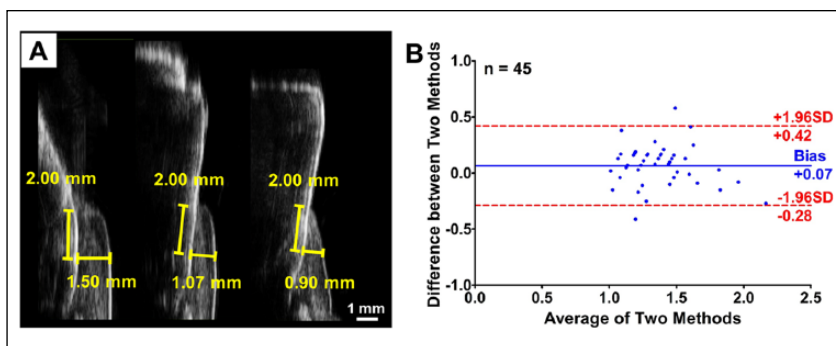 A
2.00 mm
2.00 mm
2.00 mm
1.50 mm
1.07 mm
0.90 mm
1 mm
B
n = 45
Difference between Two Methods
1.0
0.5
0.0
-0.5
-1.0
+1.96SD
+0.42
Bias
+0.07
-1.96SD
-0.28
0.0
0.5
1.0
1.5
2.0
2.5
Average of Two Methods